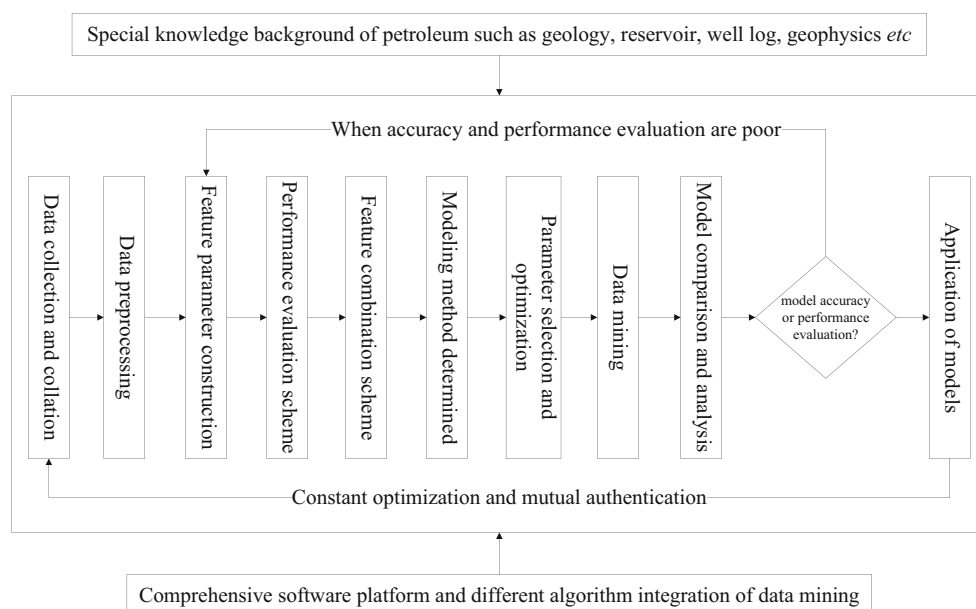 Special knowledge background of petroleum such as geology, reservoir, well log, geophysics etc
When accuracy and performance evaluation are poor
Data collection and collation
Data preprocessing
Feature parameter construction
Performance evaluation scheme
Feature combination scheme
Modeling method determined
Parameter selection and
optimization
Data mining
Model comparison and analysis
model accuracy
or performance
evaluation?
Application of models
Constant optimization and mutual authentication
Comprehensive software platform and different algorithm integration of data mining